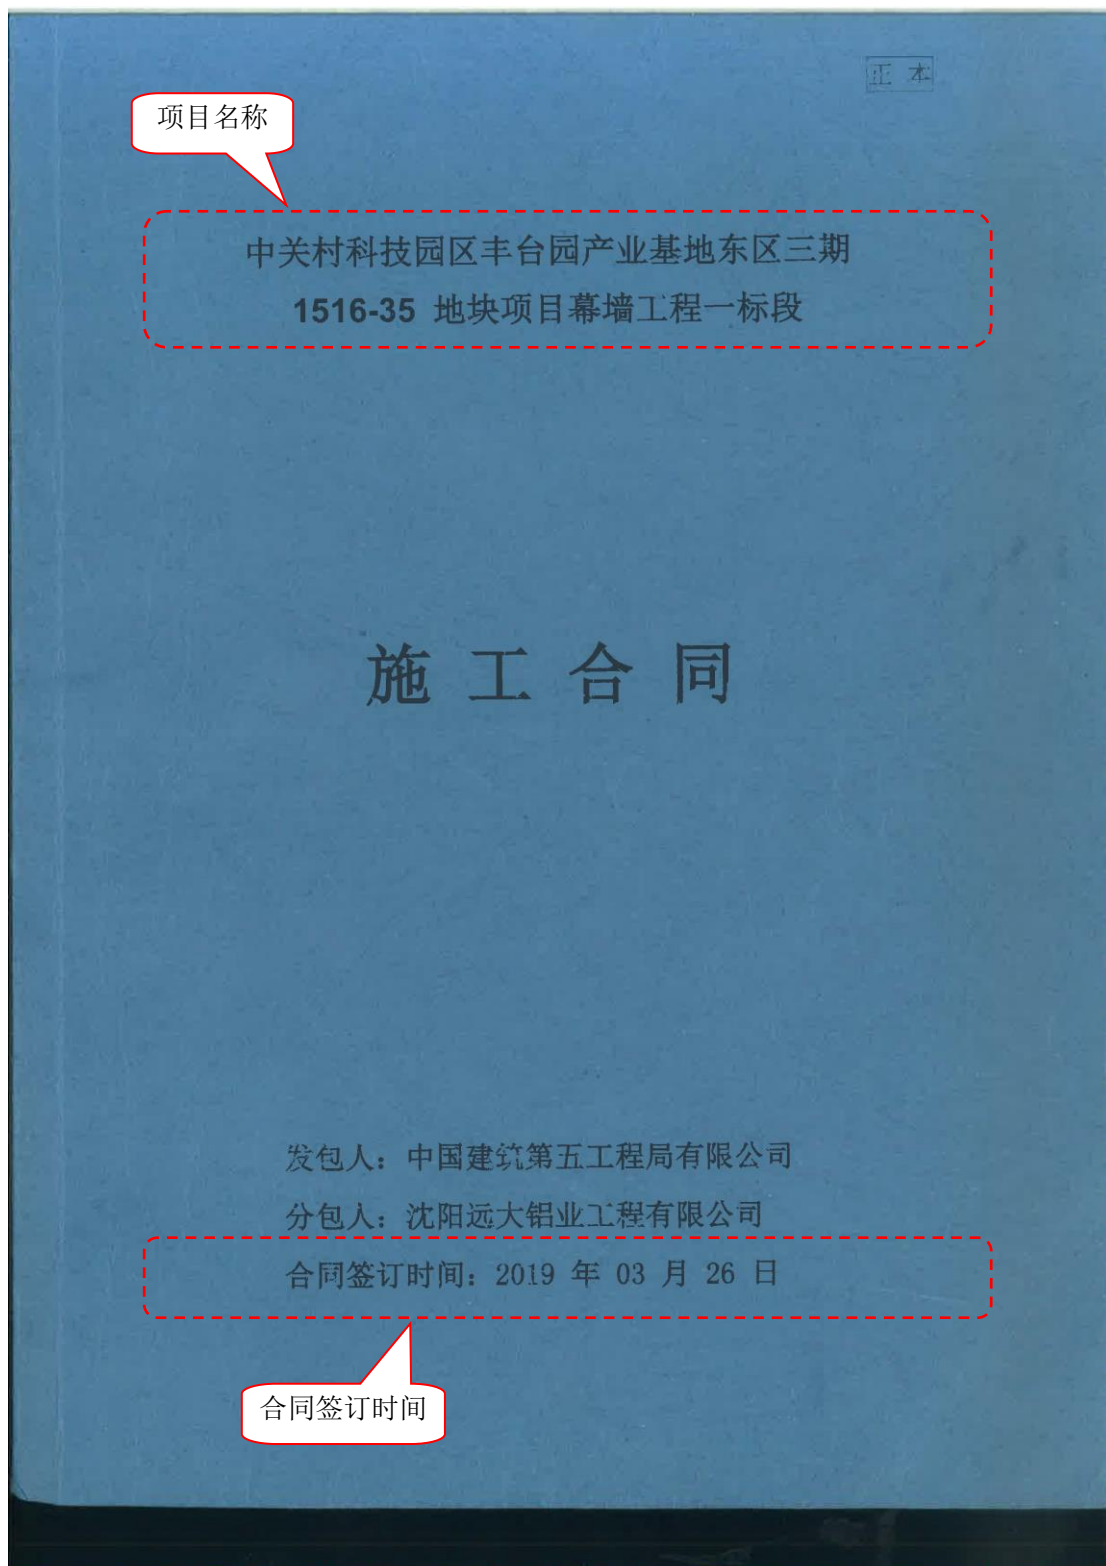 正 本
项目名称
中关村科技园区丰台园产业基地东区三期
1516-35 地块项目幕墙工程一标段
施 工 合 同
发包人：中国建筑第五工程局有限公司
分包人：沈阳远大铝业工程有限公司
合同签订时间：2019 年 03 月 26 日
合同签订时间